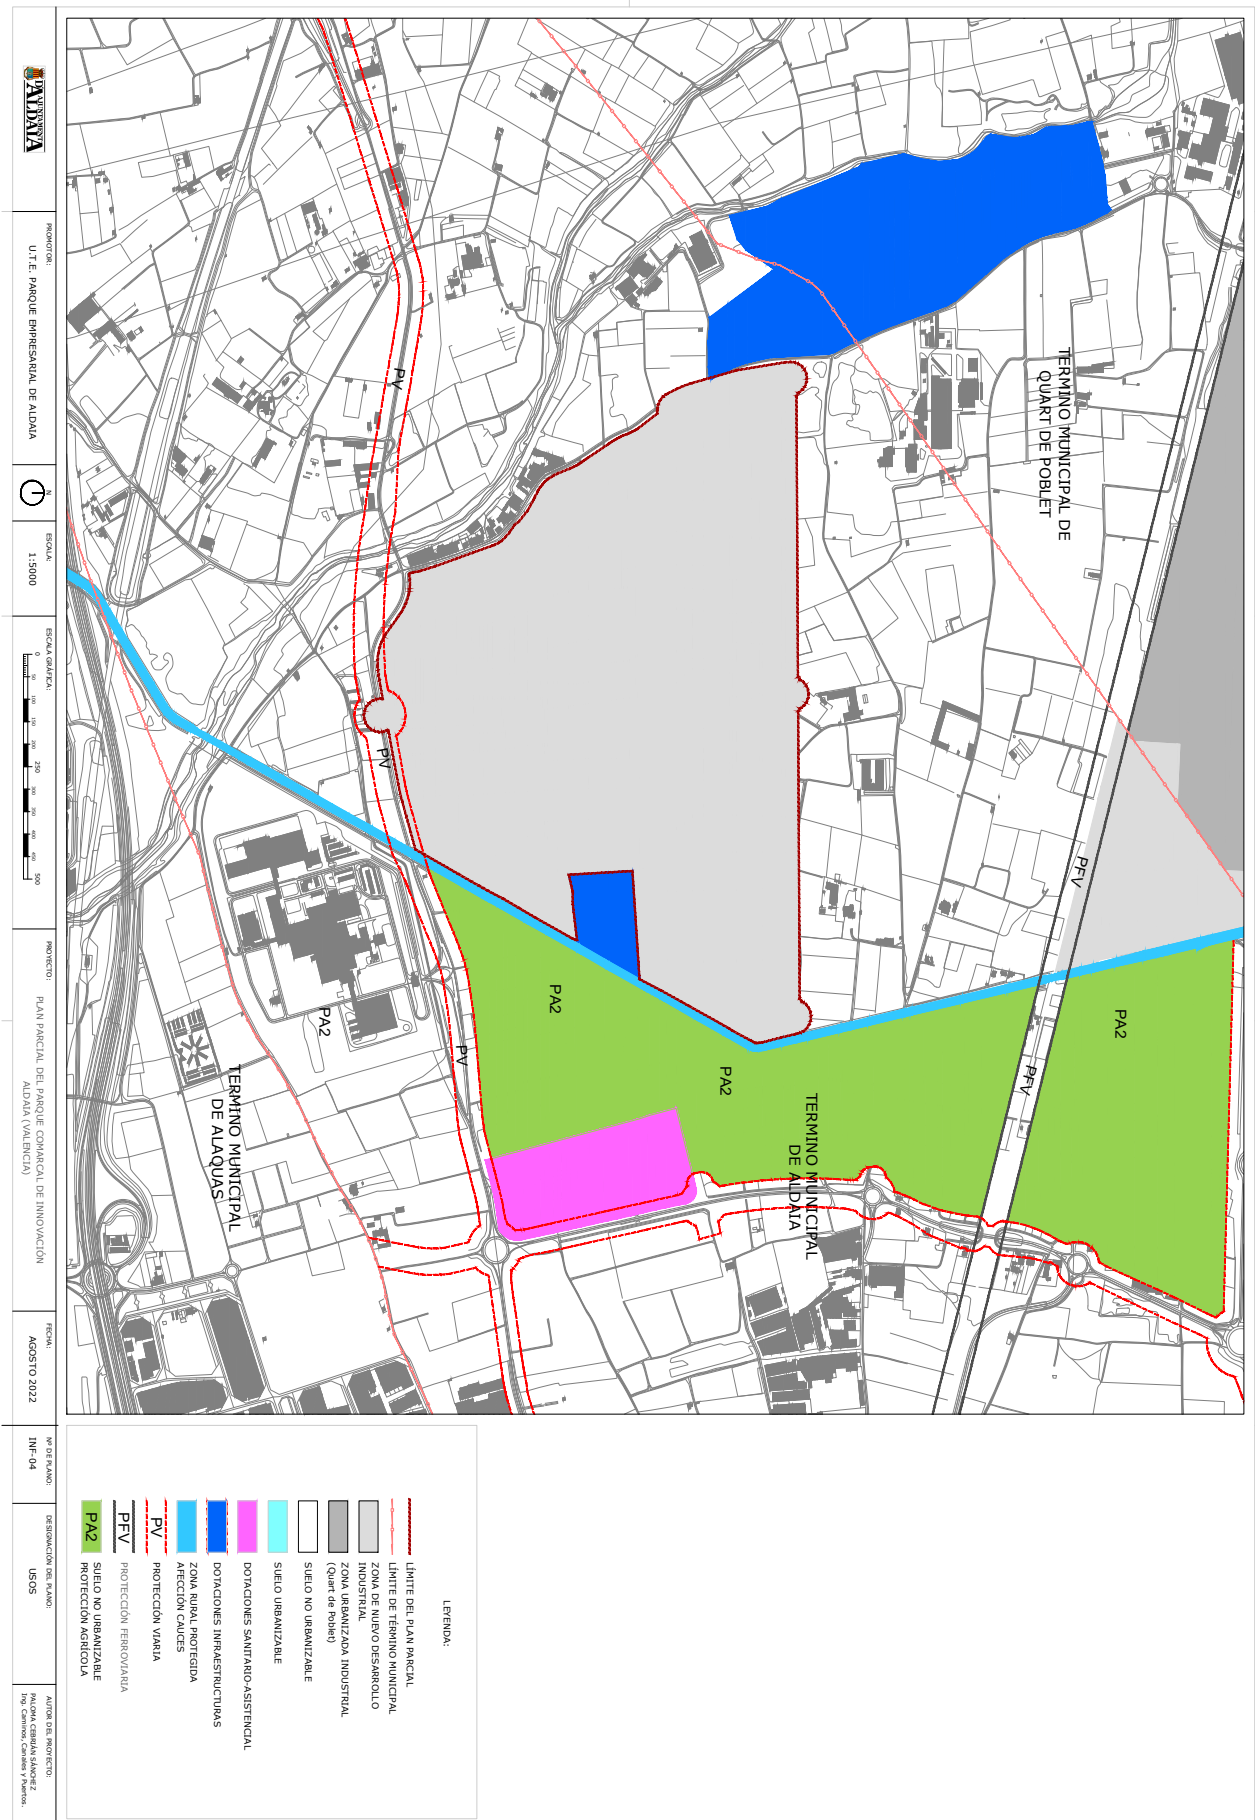 TERMINO MUNICIPAL DE
QUART DE POBLET
PV
PV
PFV
PA2
PA2
PA2
PFV
PV
PA2
TERMINO MUNICIPAL
DE ALDAIA
TERMINO MUNICIPAL
DE ALAQUAS
LEYENDA:
LÍMITE DEL PLAN PARCIAL
LÍMITE DE TÉRMINO MUNICIPAL
ZONA DE NUEVO DESARROLLO
INDUSTRIAL
ZONA URBANIZADA INDUSTRIAL
(Quart de Poblet)
SUELO NO URBANIZABLE
SUELO URBANIZABLE
DOTACIONES SANITARIO-ASISTENCIAL
DOTACIONES INFRAESTRUCTURAS
ZONA RURAL PROTEGIDA
AFECCIÓN CAUCES
PV
PROTECCIÓN VIARIA
PFV
PROTECCIÓN FERROVIARIA
PA2
SUELO NO URBANIZABLE
PROTECCIÓN AGRÍCOLA
AJUNTAMENT
D'ALDAIA
PROMOTOR:
U.T.E. PARQUE EMPRESARIAL DE ALDAIA
N
ESCALA:
1:5000
ESCALA GRÁFICA:
0 50 100 150 200 250 300 350 400 450 500
PROYECTO:
PLAN PARCIAL DEL PARQUE COMARCAL DE INNOVACIÓN
ALDAIA (VALENCIA)
FECHA:
AGOSTO 2022
Nº DE PLANO:
INF-04
DESIGNACIÓN DEL PLANO:
USOS
AUTOR DEL PROYECTO:
PALOMA CEBRIÁN SÁNCHEZ
Ing. Caminos, Canales y Puertos.